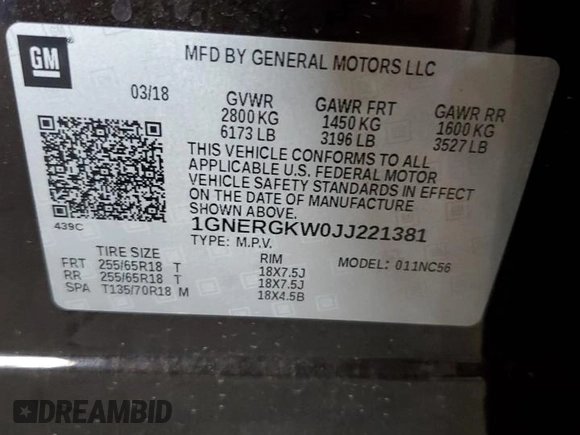 GM
MFD BY GENERAL MOTORS LLC
03/18
GVWR GAWR FRT GAWR RR
2800 KG 1450 KG 1600 KG
6173 LB 3196 LB 3527 LB
THIS VEHICLE CONFORMS TO ALL
APPLICABLE U.S. FEDERAL MOTOR
VEHICLE SAFETY STANDARDS IN EFFECT
ON THE DATE OF MANUFACTURE
SHOWN ABOVE.
439C
1GNERGKW0JJ221381
TYPE: M.P.V.
MODEL: 011NC56
TIRE SIZE RIM
FRT 255/65R18 T 18X7.5J
RR 255/65R18 T 18X7.5J
SPA T135/70R18 M 18X4.5B
DREAMBID